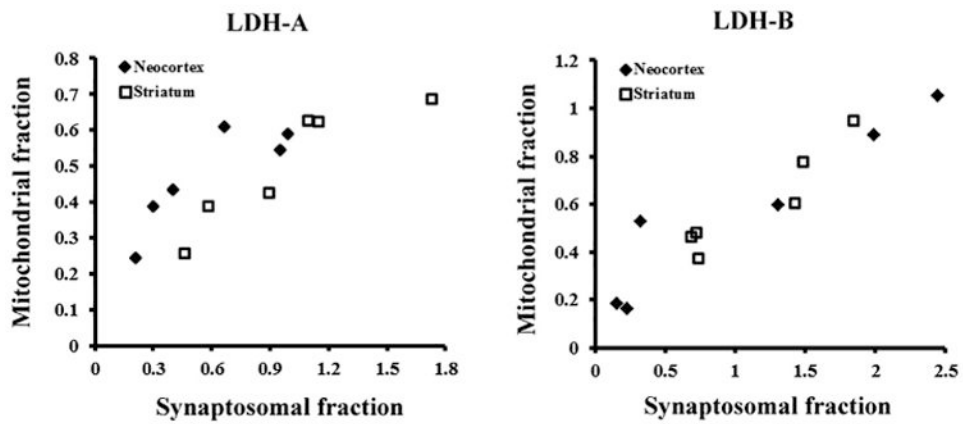 LDH-A
Neocortex
Striatum
Mitochondrial fraction
0.8
0.7
0.6
0.5
0.4
0.3
0.2
0.1
0
0 0.3 0.6 0.9 1.2 1.5 1.8
Synaptosomal fraction
LDH-B
Neocortex
Striatum
Mitochondrial fraction
1.2
1
0.8
0.6
0.4
0.2
0
0 0.5 1 1.5 2 2.5
Synaptosomal fraction